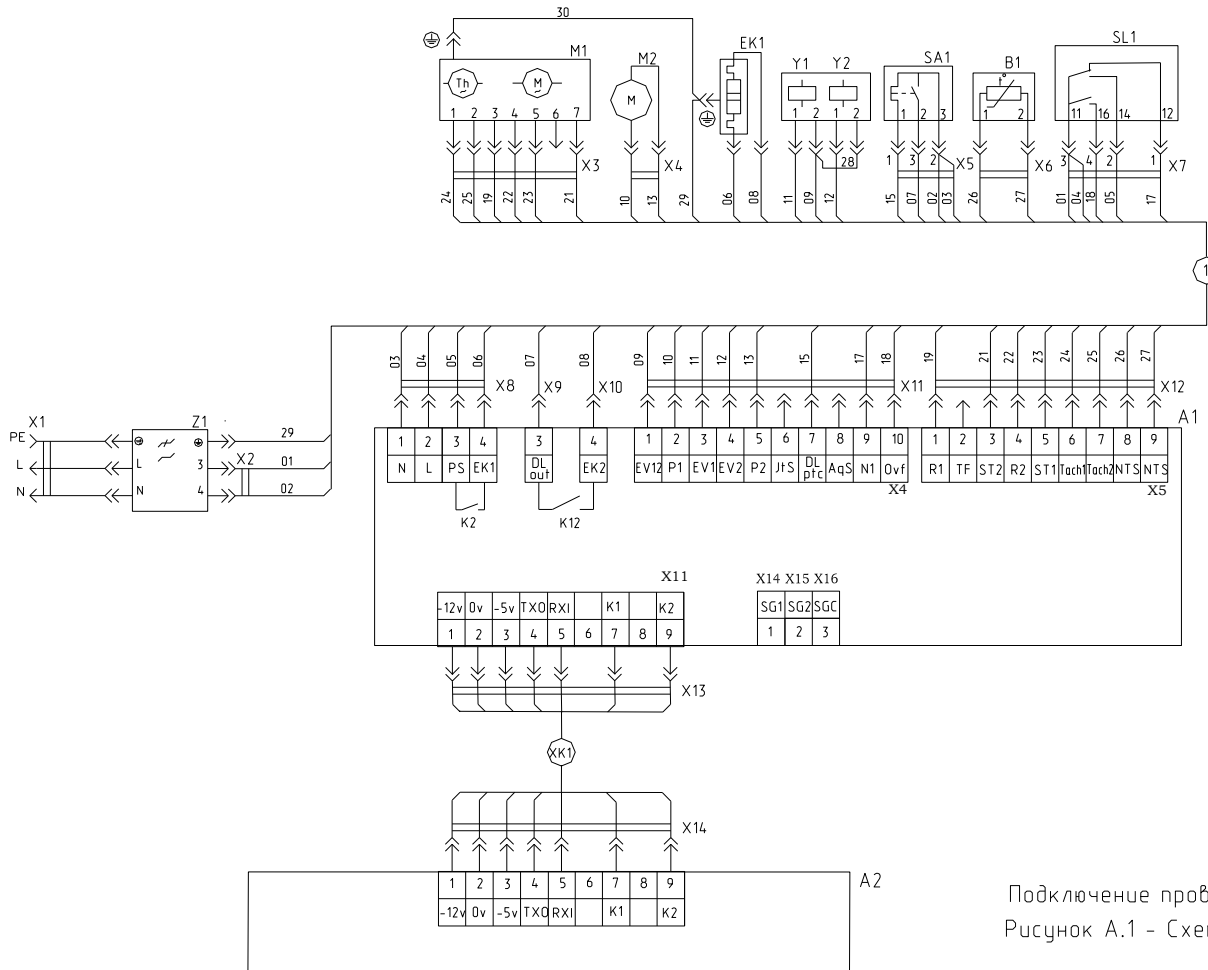 30
M1
M2
EK1
Y1 Y2
SA1
B1
SL1
Th
M
M
t°
1 2 3 4 5 6 7
1 2 1 2
1 2 3
1 2
11 16 14 12
X3
X4
28
1 3 2 X5
X6
3 4 2 1 X7
24 25 19 22 23 21
10 13 29 06 08
11 09 12
15 07 02 03
26 27
01 04 18 05 17
1
03 04 05 06 07 08
09 10 11 12 13 15 17 18
19 21 22 23 24 25 26 27
X8 X9 X10 X11 X12
X1
Z1
A1
PE
29
L
L 3 X2 01
N
N 4 02
1 2 3 4
3 4
1 2 3 4 5 6 7 8 9 10
1 2 3 4 5 6 7 8 9
N L PS EK1
DL out EK2
EV12 P1 EV1 EV2 P2 JtS DL ptc AqS N1 Ovf
R1 TF ST2 R2 ST1 Tach1 Tach2 NTS NTS
X4
X5
K2
K12
X11
X14 X15 X16
-12v 0v -5v TXO RXI K1 K2
1 2 3 4 5 6 7 8 9
SG1 SG2 SGC
1 2 3
X13
XK1
X14
1 2 3 4 5 6 7 8 9
-12v 0v -5v TXO RXI K1 K2
A2
Подключение пров
Рисунок А.1 - Схе